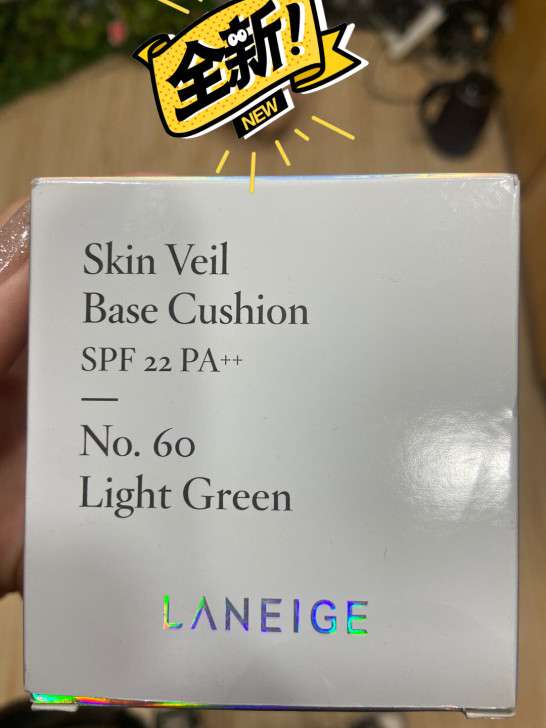 全新!
NEW
Skin Veil
Base Cushion
SPF 22 PA++
No. 60
Light Green
LANEIGE